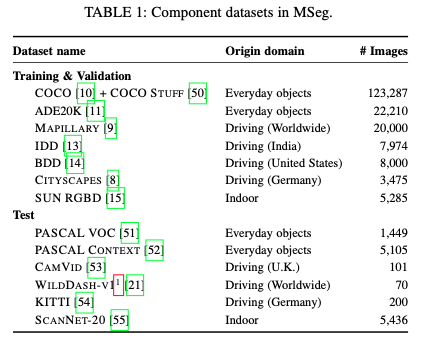 TABLE 1: Component datasets in MSeg.
Dataset name Origin domain # Images
Training & Validation
COCO [10] + COCO STUFF [50] Everyday objects 123,287
ADE20K [11] Everyday objects 22,210
MAPILLARY [9] Driving (Worldwide) 20,000
IDD [13] Driving (India) 7,974
BDD [14] Driving (United States) 8,000
CITYSCAPES [8] Driving (Germany) 3,475
SUN RGBD [15] Indoor 5,285
Test
PASCAL VOC [51] Everyday objects 1,449
PASCAL CONTEXT [52] Everyday objects 5,105
CAMVID [53] Driving (U.K.) 101
WILDDASH-V1¹ [21] Driving (Worldwide) 70
KITTI [54] Driving (Germany) 200
SCANNET-20 [55] Indoor 5,436